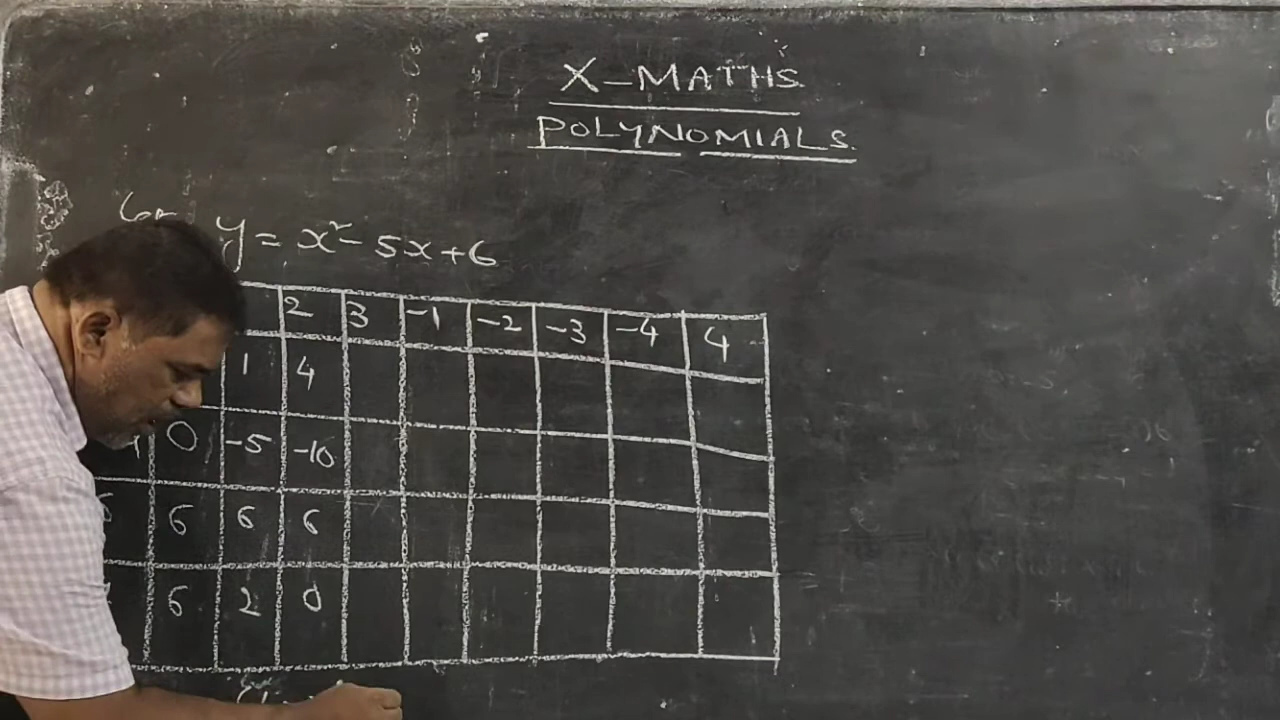 X-MATHS
POLYNOMIALS
y = x² - 5x + 6
2 3 -1 -2 -3 -4 4
1 4
0 -5 -10
6 6 6
6 2 0